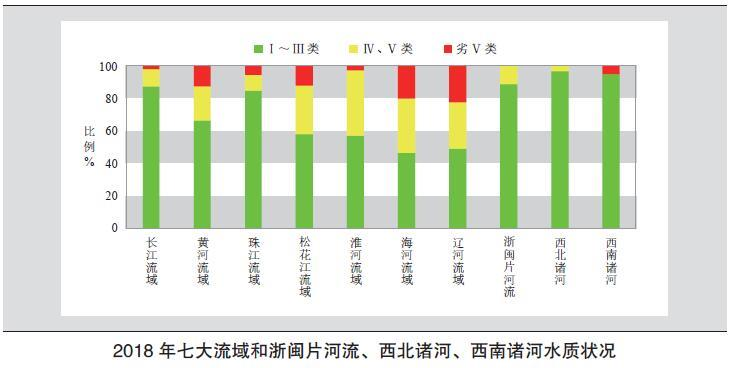 I～III类 IV、V类 劣V类
100
80
60
40
20
0
比例%
长江流域
黄河流域
珠江流域
松花江流域
淮河流域
海河流域
辽河流域
浙闽片河流
西北诸河
西南诸河
2018 年七大流域和浙闽片河流、西北诸河、西南诸河水质状况